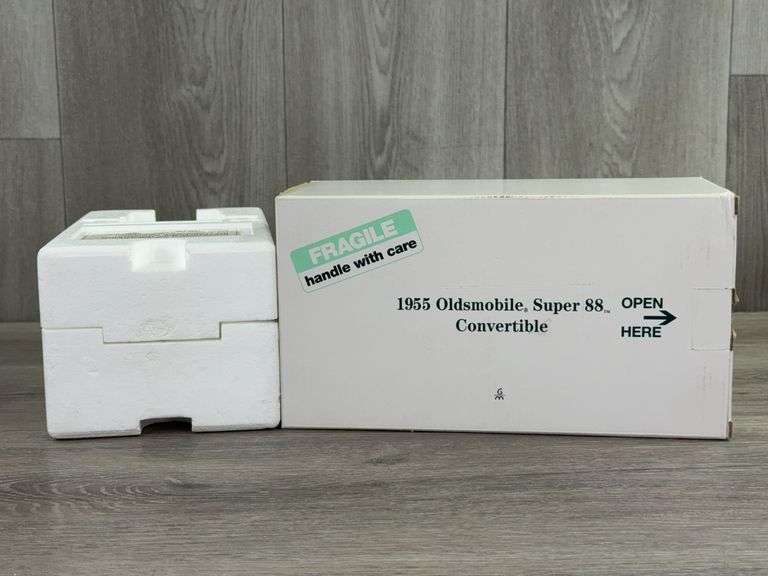 FRAGILE
handle with care
1955 Oldsmobile® Super 88™
Convertible
OPEN
HERE